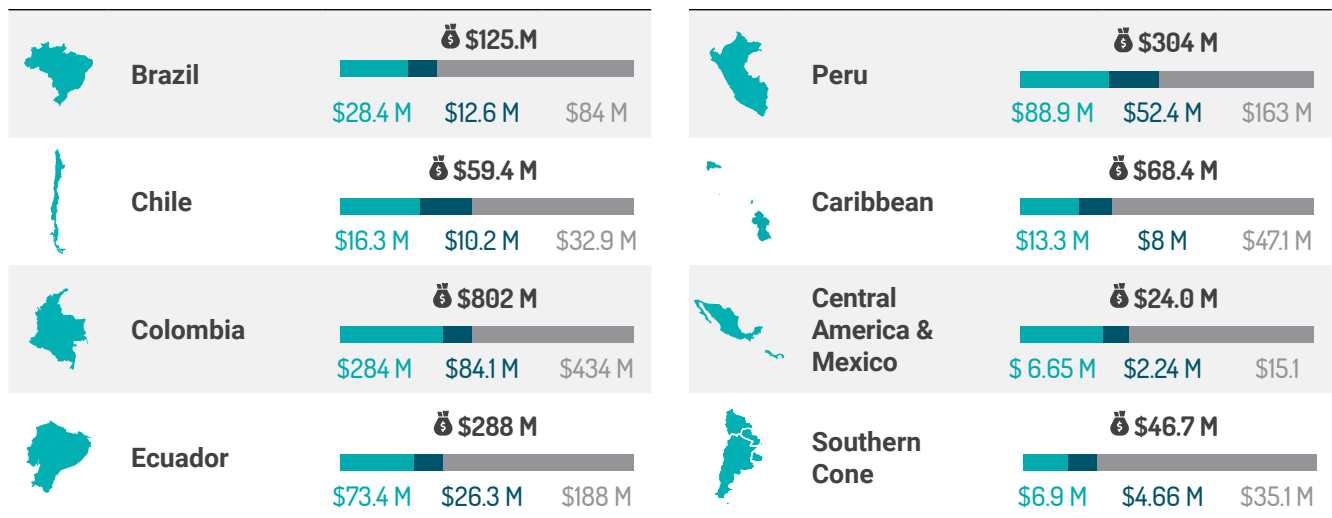 $125.M
Brazil
$28.4 M $12.6 M $84 M
$59.4 M
Chile
$16.3 M $10.2 M $32.9 M
$802 M
Colombia
$284 M $84.1 M $434 M
$288 M
Ecuador
$73.4 M $26.3 M $188 M
$304 M
Peru
$88.9 M $52.4 M $163 M
$68.4 M
Caribbean
$13.3 M $8 M $47.1 M
$24.0 M
Central
America &
Mexico
$ 6.65 M $2.24 M $15.1
$46.7 M
Southern
Cone
$6.9 M $4.66 M $35.1 M